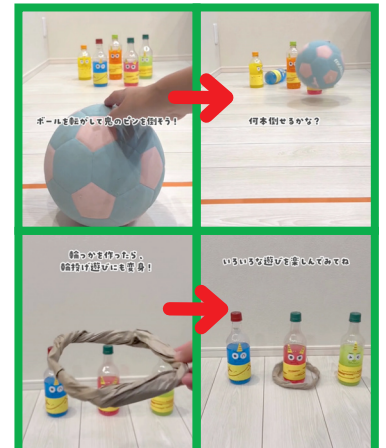 ボールを転がして鬼のピンを倒そう！
何本倒せるかな？
輪っかを作ったら、
輪投げ遊びにも変身！
いろいろな遊びを楽しんでみてね